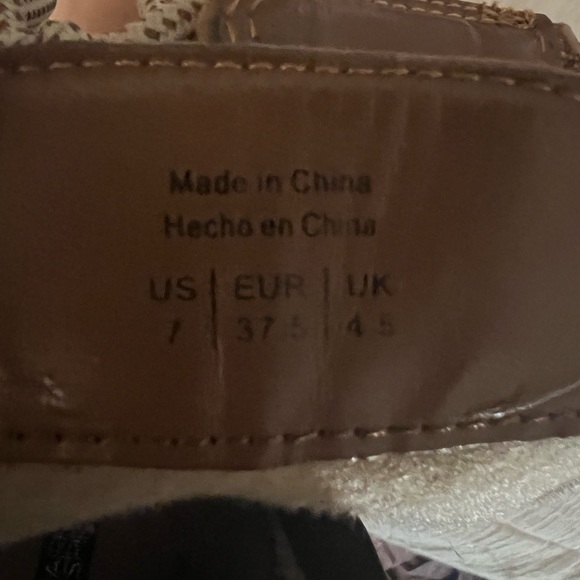 Made in China
Hecho en China
US | EUR | UK
7 | 37.5 | 4.5